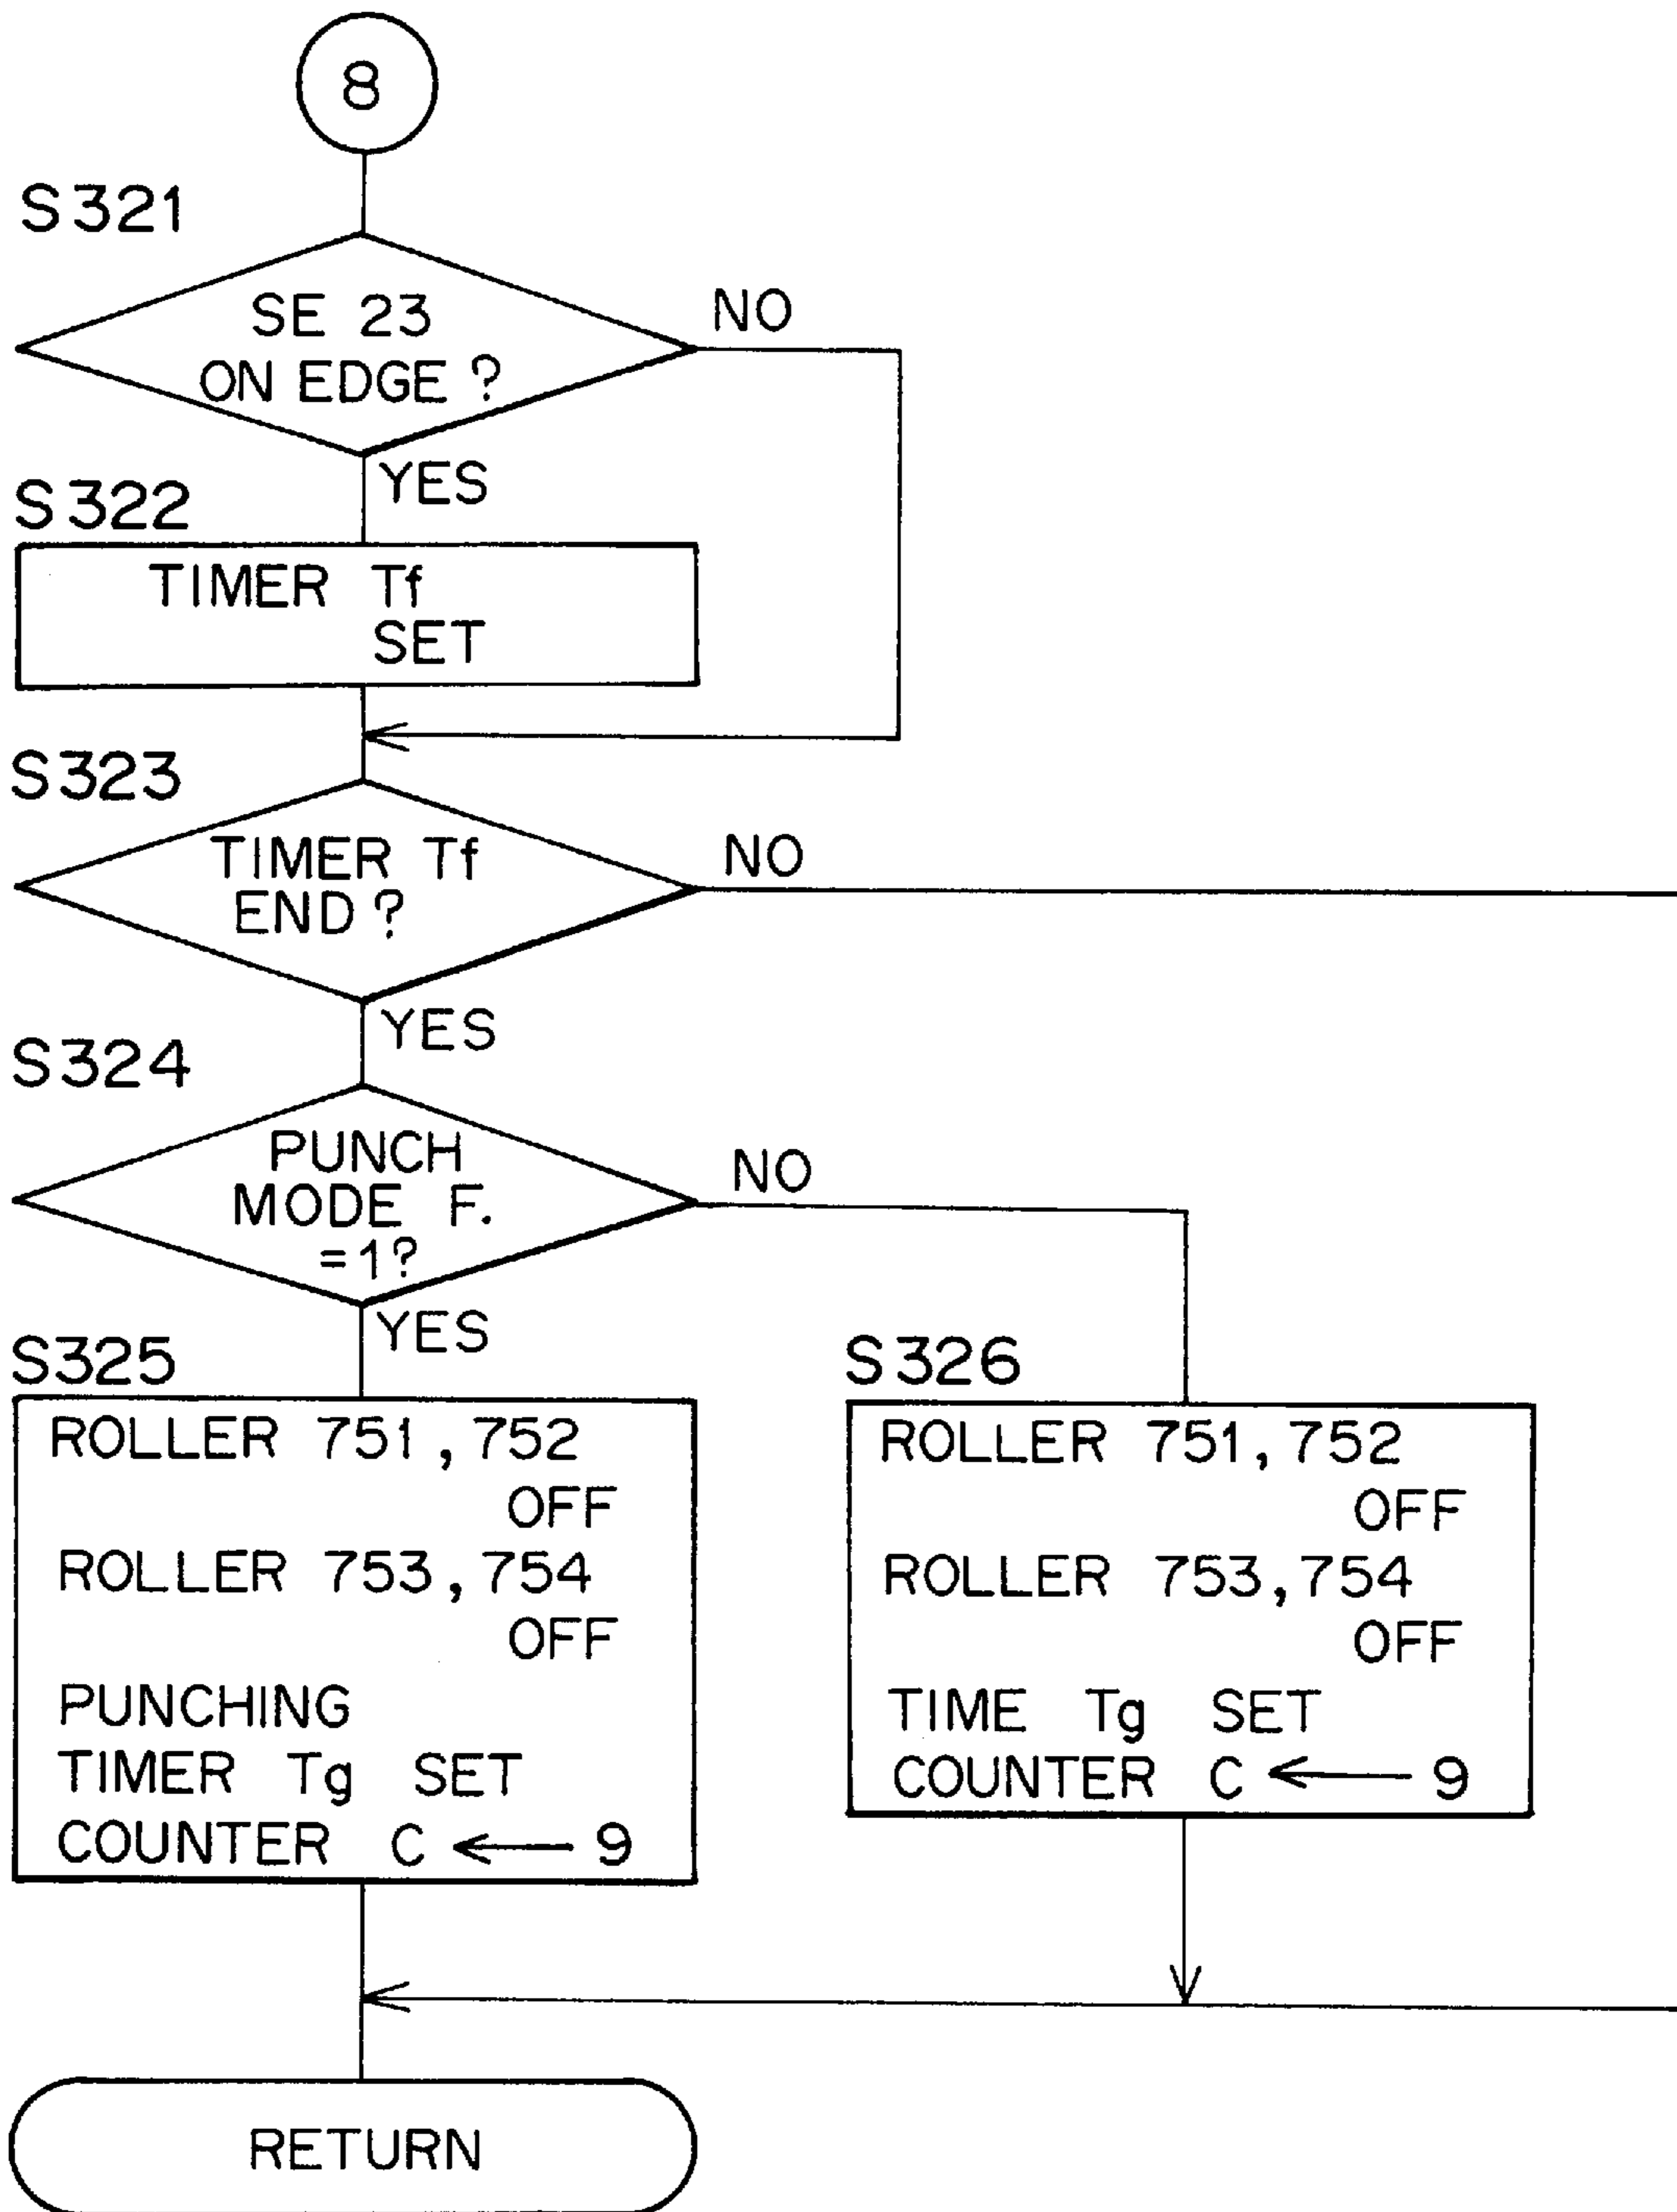 8
S321
SE 23
ON EDGE ?
NO
YES
S322
TIMER Tf
SET
S323
TIMER Tf
END ?
NO
YES
S324
PUNCH
MODE F.
=1?
NO
YES
S325
ROLLER 751, 752
OFF
ROLLER 753, 754
OFF
PUNCHING
TIMER Tg SET
COUNTER C ← 9
S326
ROLLER 751, 752
OFF
ROLLER 753, 754
OFF
TIME Tg SET
COUNTER C ← 9
RETURN